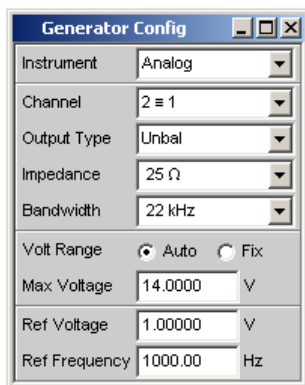 Generator Config
Instrument Analog
Channel 2 ≡ 1
Output Type Unbal
Impedance 25 Ω
Bandwidth 22 kHz
Volt Range Auto Fix
Max Voltage 14.0000 V
Ref Voltage 1.00000 V
Ref Frequency 1000.00 Hz